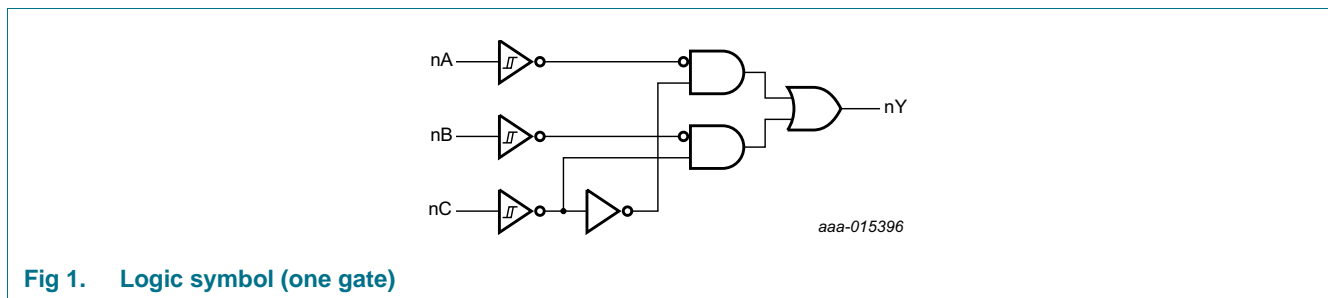 nA
nB
nC
nY
aaa-015396
Fig 1. Logic symbol (one gate)